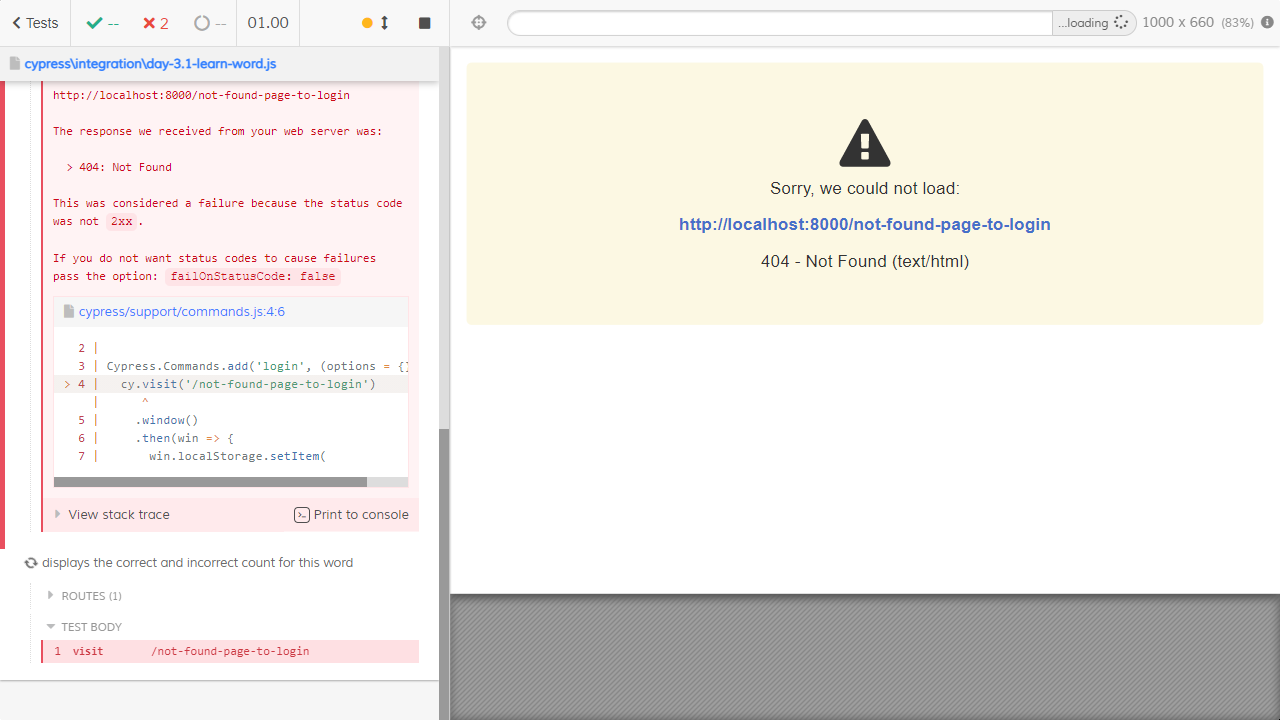 Tests
--
2
--
01.00
cypress\integration\day-3.1-learn-word.js
http://localhost:8000/not-found-page-to-login
The response we received from your web server was:
> 404: Not Found
This was considered a failure because the status code
was not 2xx.
If you do not want status codes to cause failures
pass the option: failOnStatusCode: false
cypress/support/commands.js:4:6
2 |
3 | Cypress.Commands.add('login', (options = {}
> 4 | cy.visit('/not-found-page-to-login')
| ^
5 | .window()
6 | .then(win => {
7 | win.localStorage.setItem(
View stack trace
Print to console
displays the correct and incorrect count for this word
ROUTES (1)
TEST BODY
1 visit /not-found-page-to-login
...loading
1000 x 660 (83%)
Sorry, we could not load:
http://localhost:8000/not-found-page-to-login
404 - Not Found (text/html)